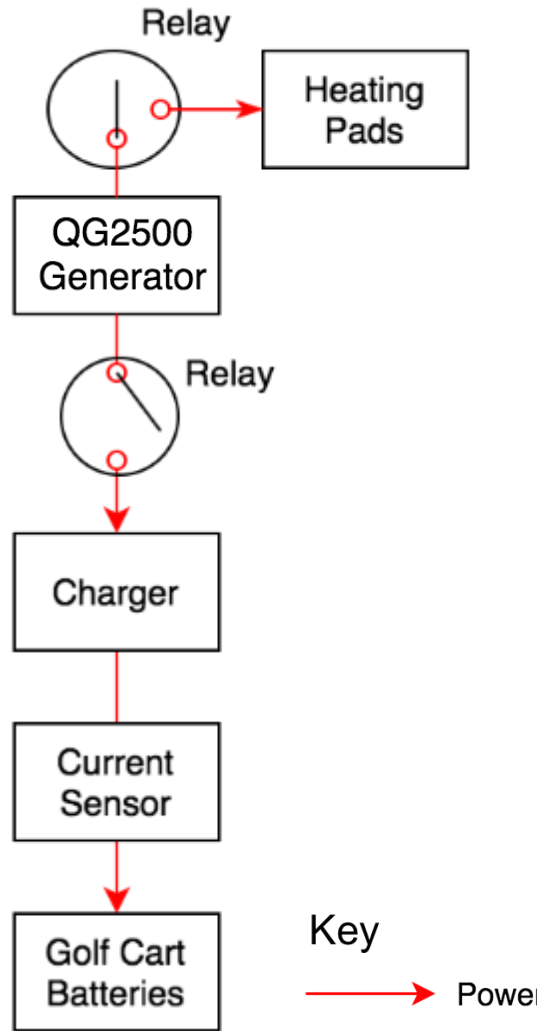 Relay
Heating
Pads
QG2500
Generator
Relay
Charger
Current
Sensor
Golf Cart
Batteries
Key
Power